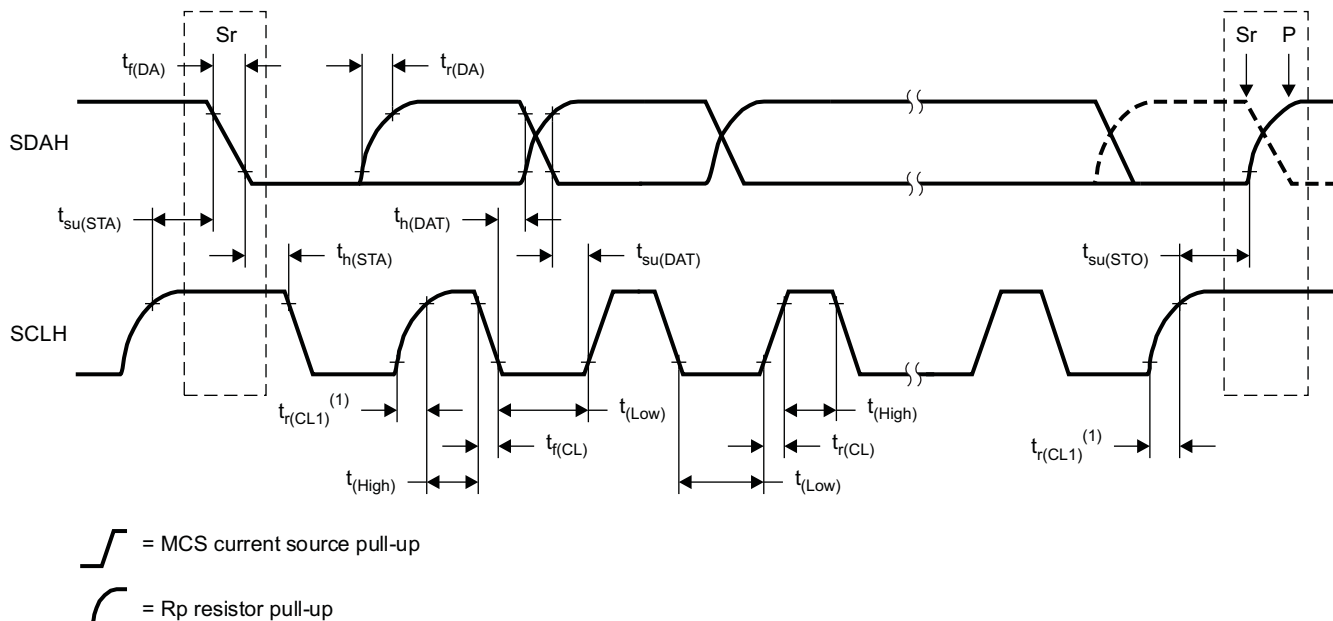 Sr
Sr P
t_f(DA) t_r(DA)
SDAH
t_su(STA) t_h(DAT)
t_h(STA) t_su(DAT) t_su(STO)
SCLH
t_r(CL1)(1) t_(Low) t_(High)
t_f(CL) t_r(CL) t_r(CL1)(1)
t_(High) t_(Low)
= MCS current source pull-up
= Rp resistor pull-up